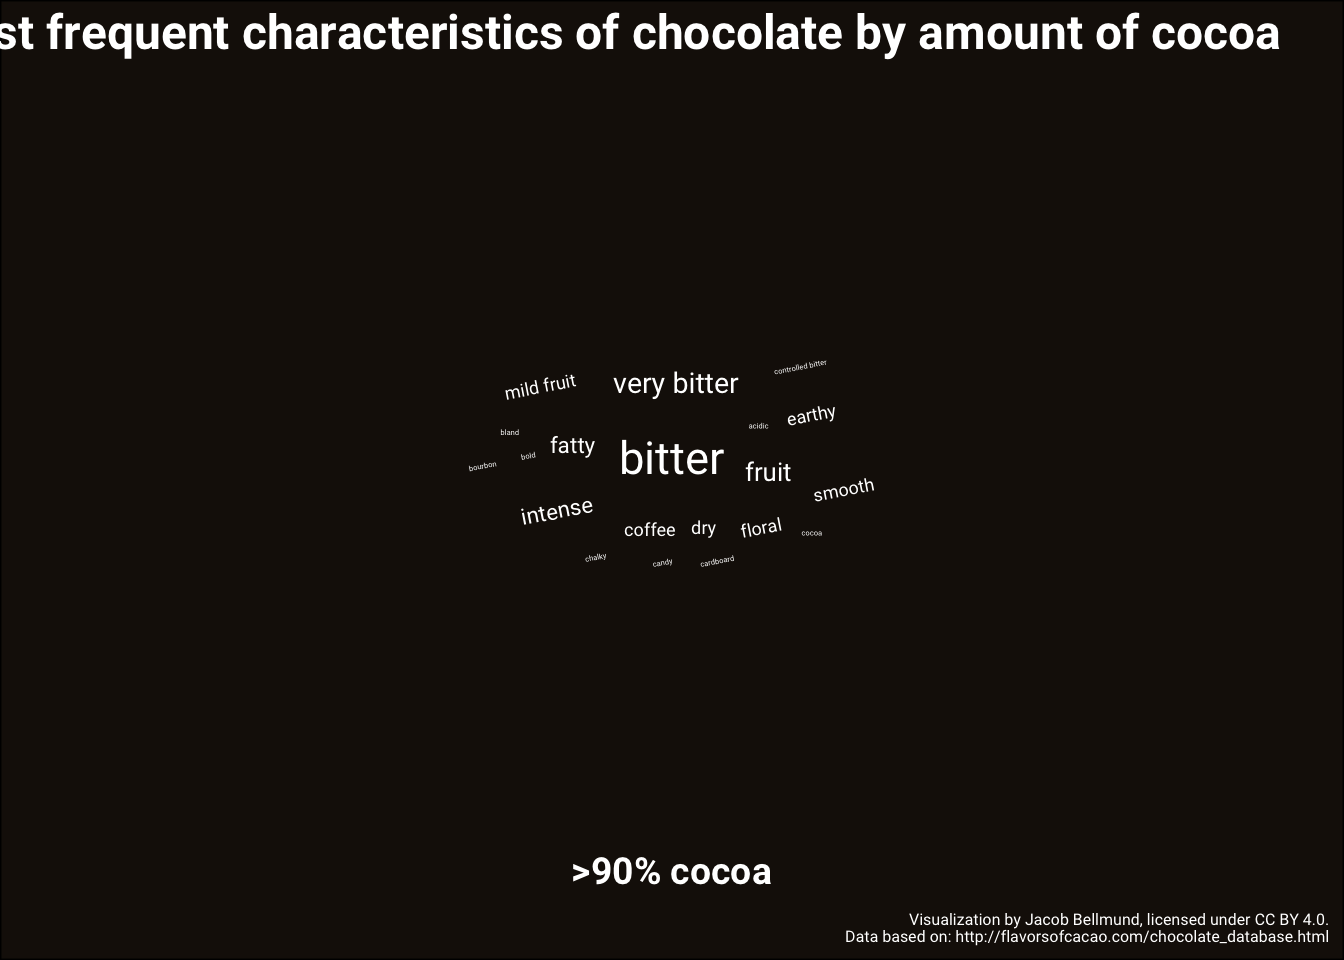 st frequent characteristics of chocolate by amount of cocoa
controlled bitter
mild fruit
very bitter
earthy
acidic
bland
fatty
bitter
bold
bourbon
fruit
smooth
intense
coffee
dry
floral
cocoa
chalky
candy
cardboard
>90% cocoa
Visualization by Jacob Bellmund, licensed under CC BY 4.0.
Data based on: http://flavorsofcacao.com/chocolate_database.html